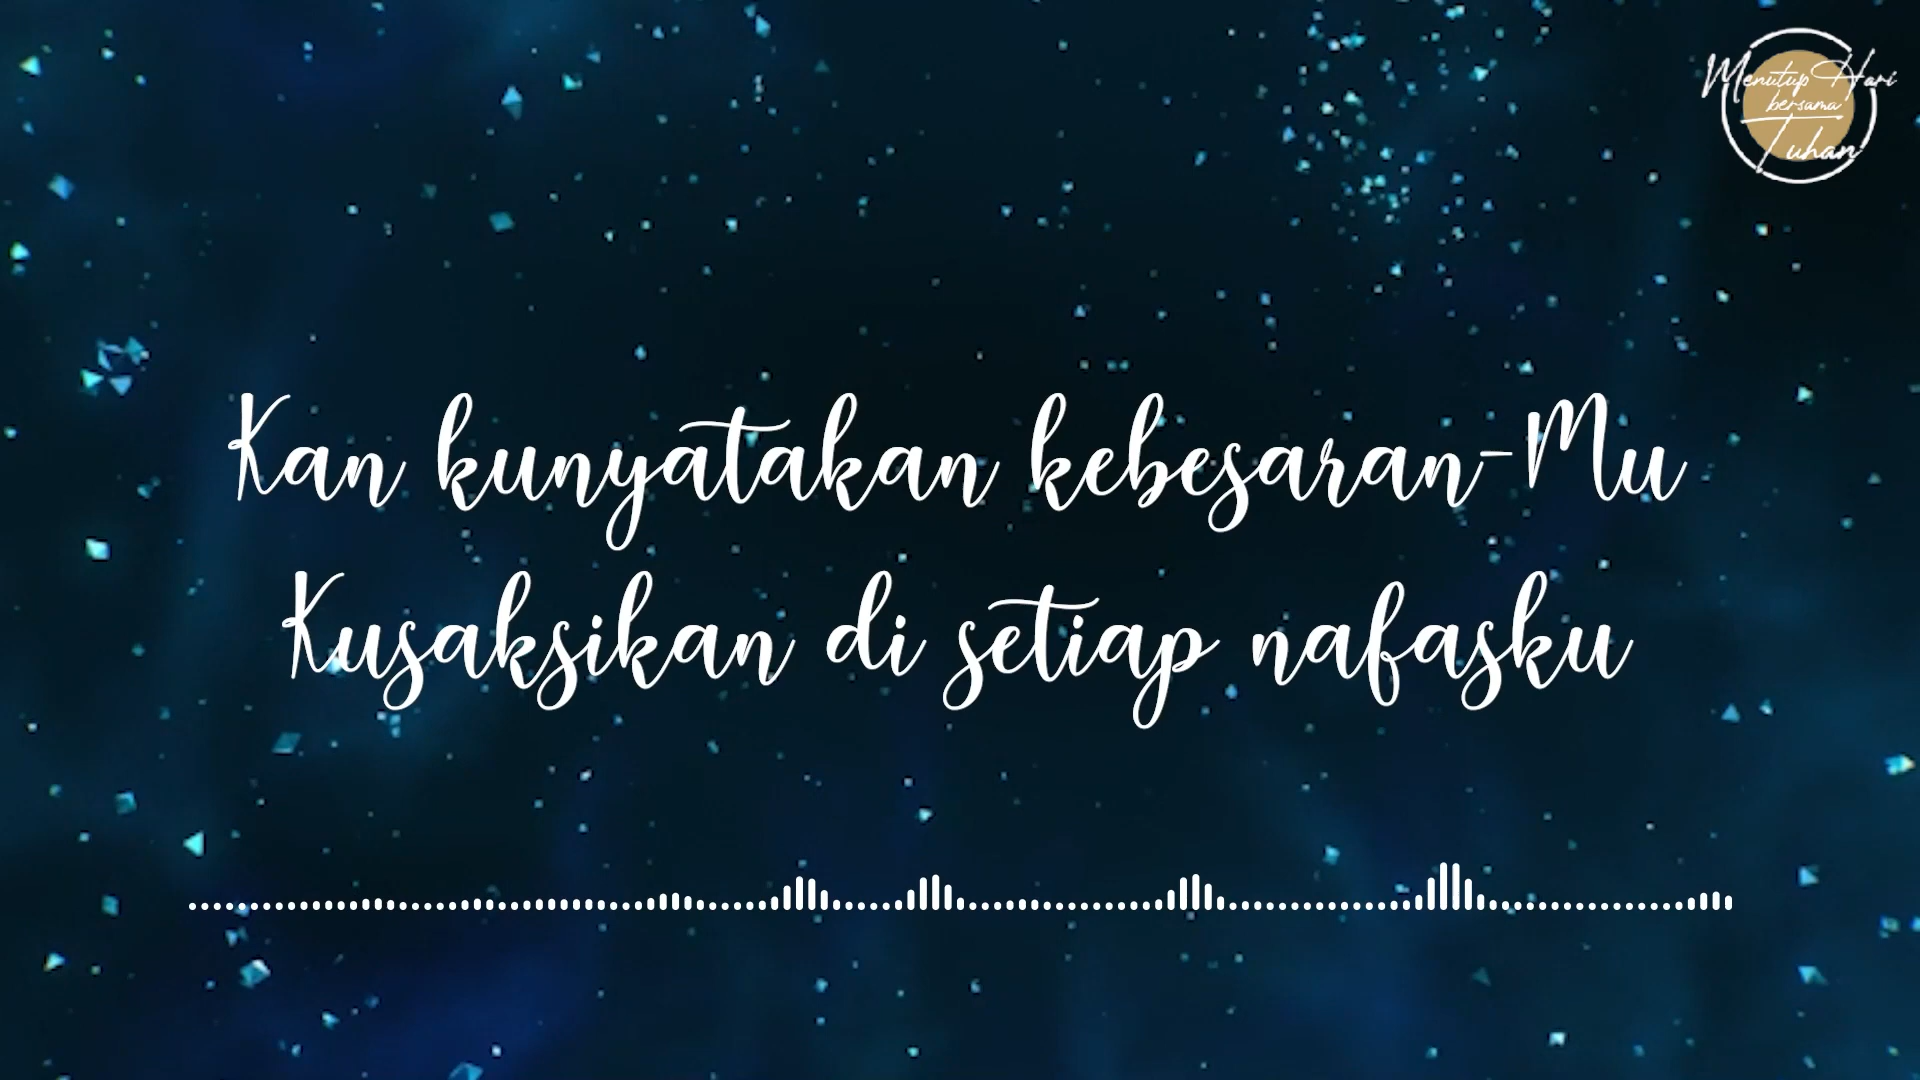 Menutup Hari
bersama
Tuhan
Kan kunyatakan kebesaran-Mu
Kusaksikan di setiap nafasku